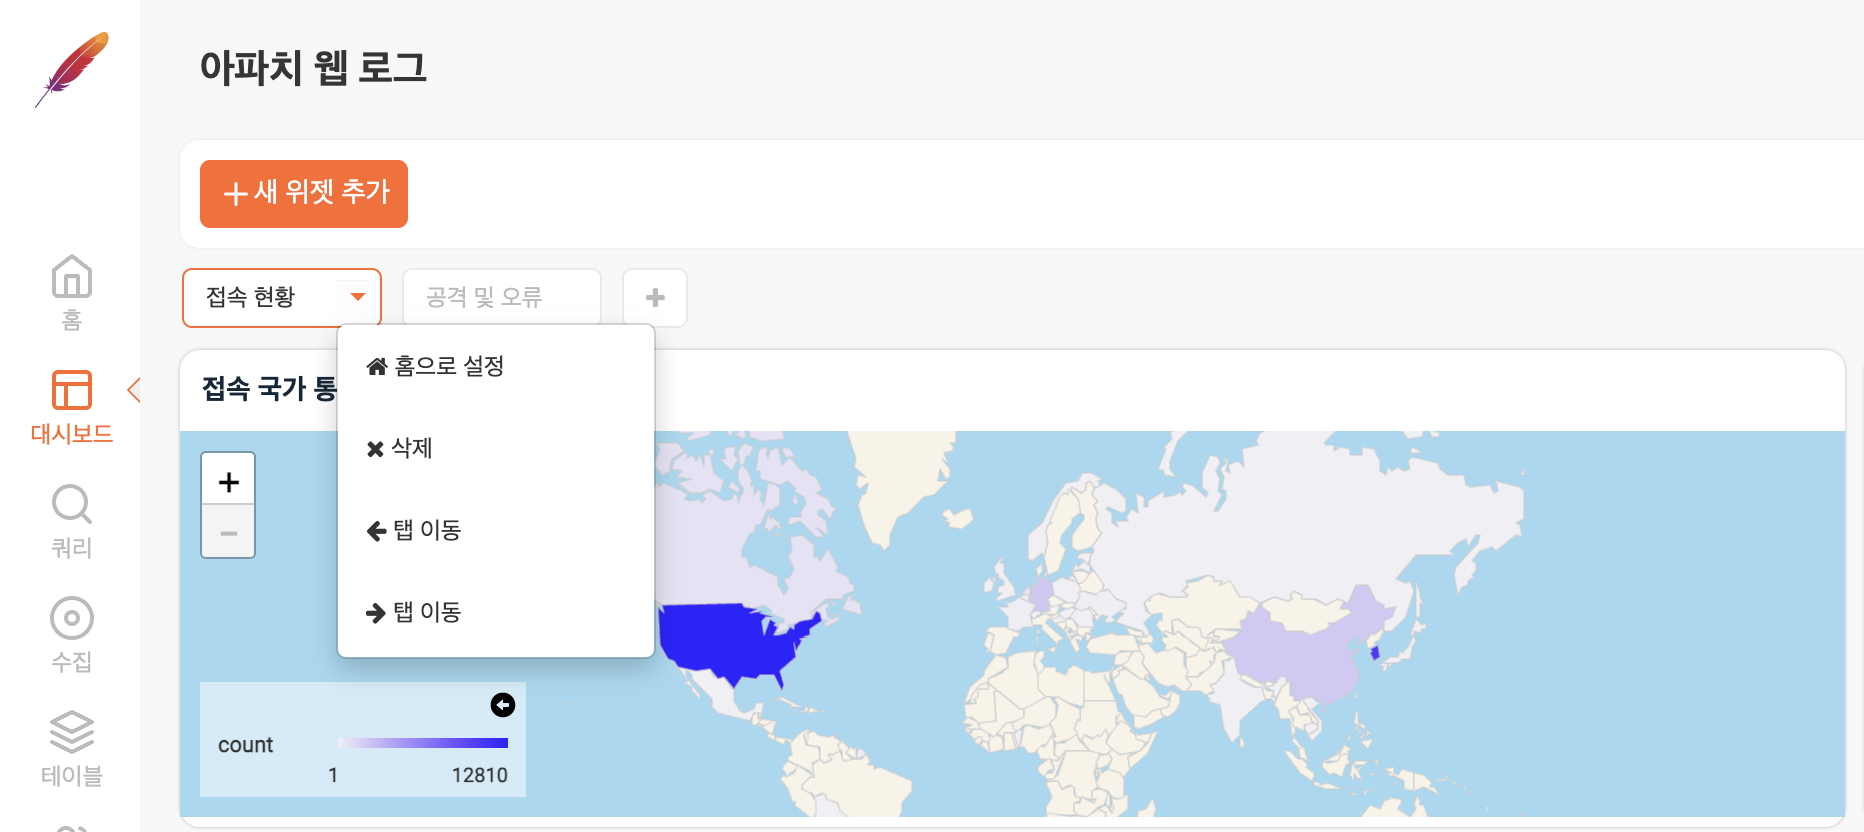 아파치 웹 로그
새 위젯 추가
접속 현황
공격 및 오류
홈
대시보드
쿼리
수집
테이블
홈으로 설정
삭제
탭 이동
탭 이동
접속 국가 통
+
−
count
1 12810